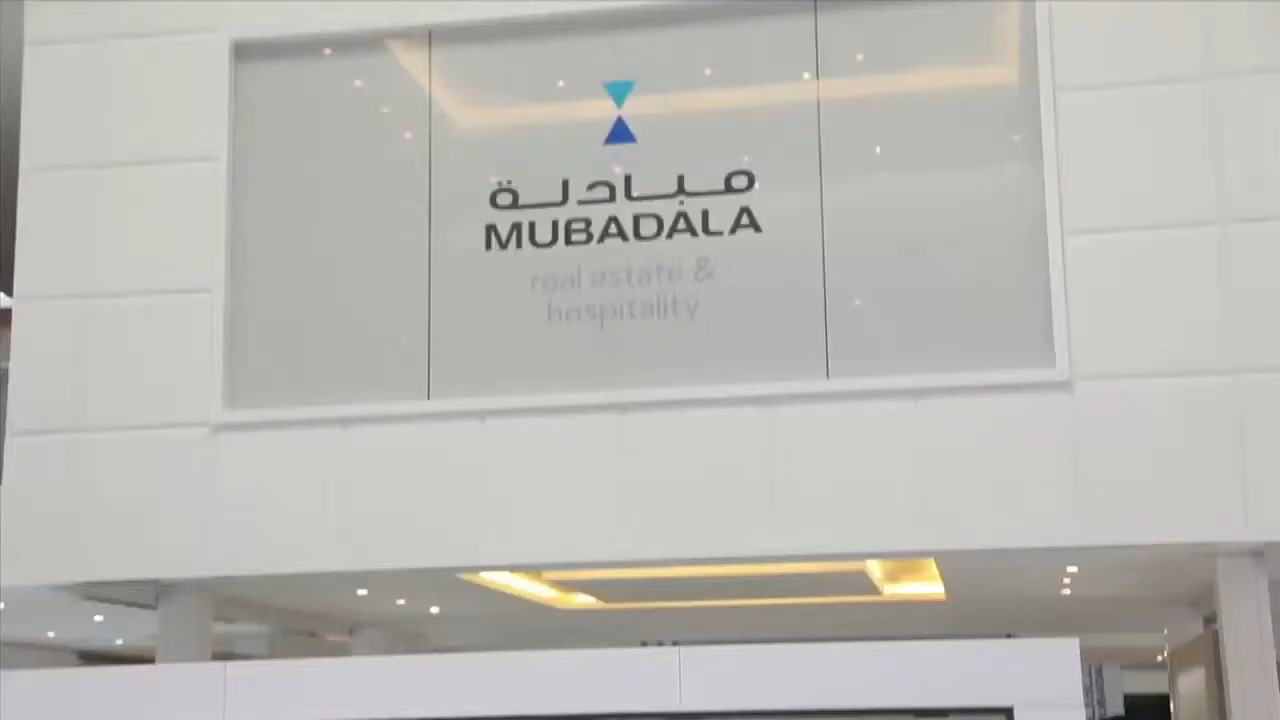 مبادلة
MUBADALA
real estate &
hospitality